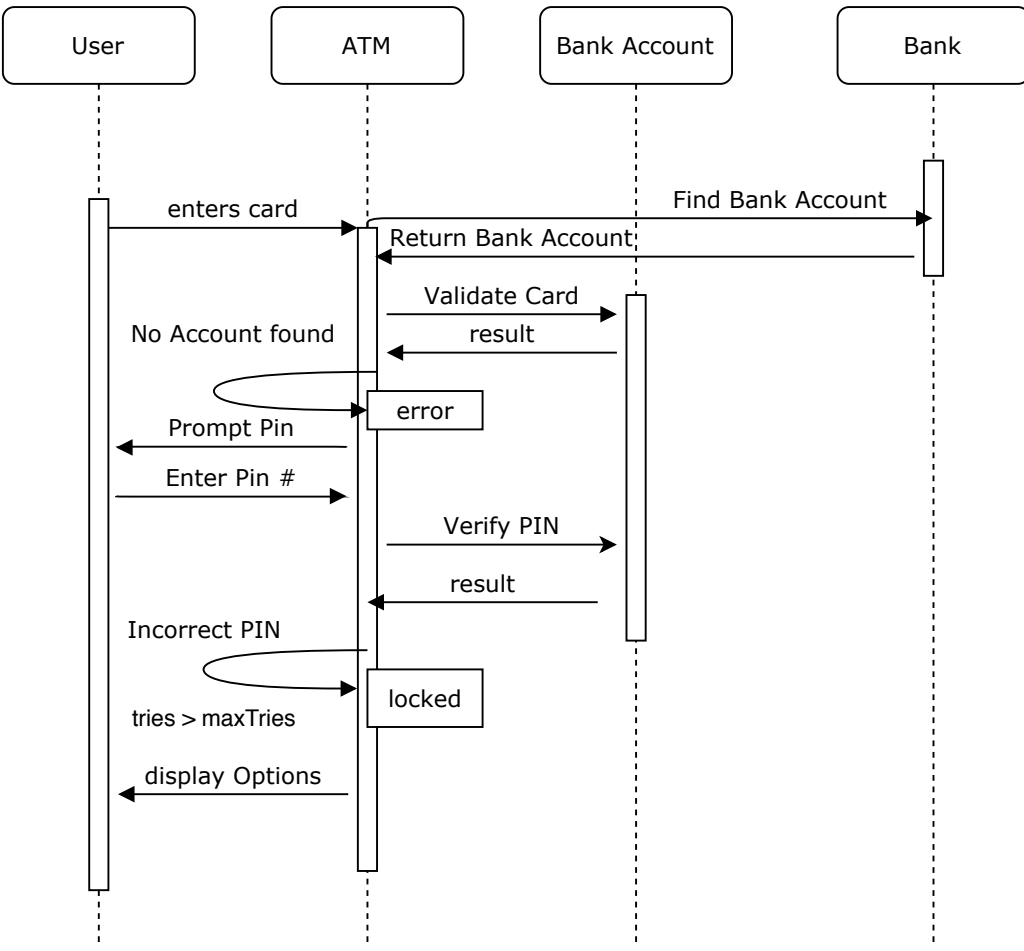 User
ATM
Bank Account
Bank
enters card
Find Bank Account
Return Bank Account
Validate Card
No Account found
result
error
Prompt Pin
Enter Pin #
Verify PIN
result
Incorrect PIN
locked
tries > maxTries
display Options